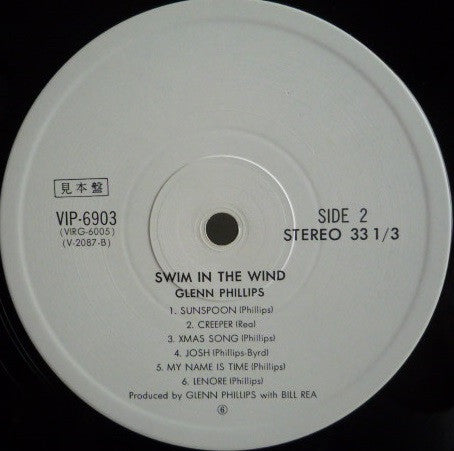 見本盤
VIP-6903
(VIRG-6005)
(V-2087-B)
SIDE 2
STEREO 33 1/3
SWIM IN THE WIND
GLENN PHILLIPS
1. SUNSPOON (Phillips)
2. CREEPER (Rea)
3. XMAS SONG (Phillips)
4. JOSH (Phillips-Byrd)
5. MY NAME IS TIME (Phillips)
6. LENORE (Phillips)
Produced by GLENN PHILLIPS with BILL REA
⑥